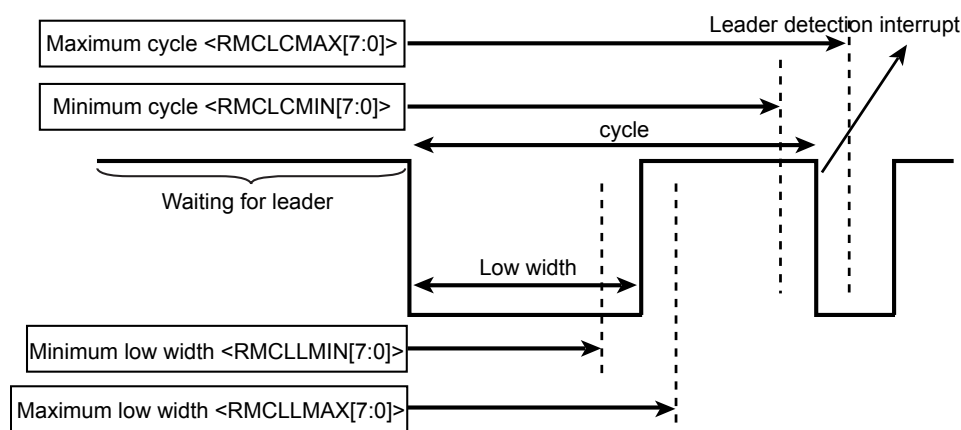 Leader detection interrupt
Maximum cycle <RMCLCMAX[7:0]>
Minimum cycle <RMCLCMIN[7:0]>
cycle
Waiting for leader
Low width
Minimum low width <RMCLLMIN[7:0]>
Maximum low width <RMCLLMAX[7:0]>